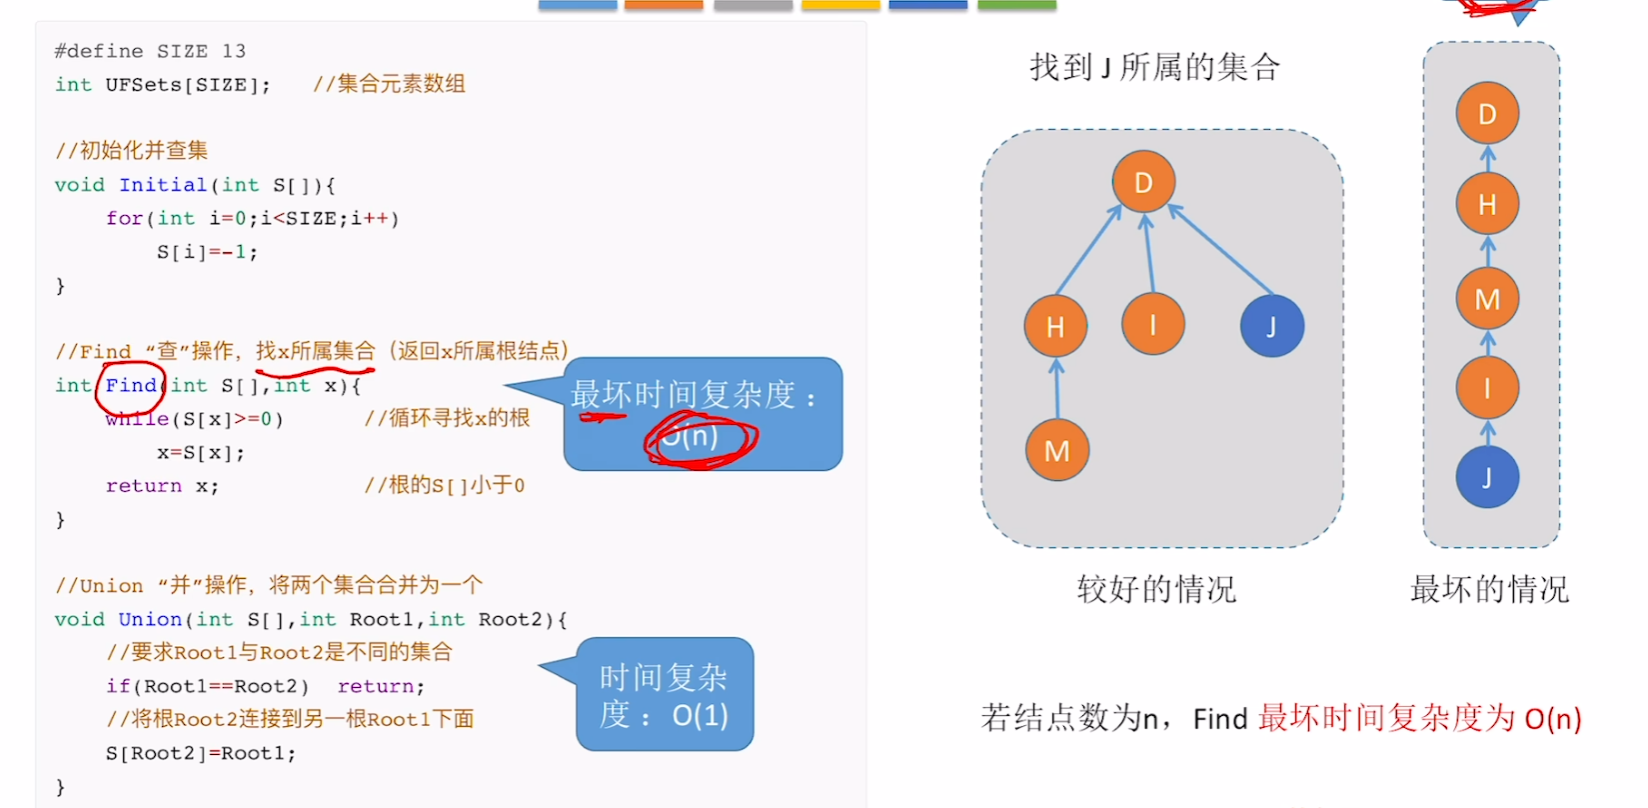 #define SIZE 13
int UFSets[SIZE];   //集合元素数组
//初始化并查集
void Initial(int S[]){
    for(int i=0;i<SIZE;i++)
        S[i]=-1;
}
//Find “查”操作，找x所属集合（返回x所属根结点）
int Find(int S[],int x){
    while(S[x]>=0)     //循环寻找x的根
        x=S[x];
    return x;          //根的S[]小于0
}
//Union “并”操作，将两个集合合并为一个
void Union(int S[],int Root1,int Root2){
    //要求Root1与Root2是不同的集合
    if(Root1==Root2)  return;
    //将根Root2连接到另一根Root1下面
    S[Root2]=Root1;
}
最坏时间复杂度：
O(n)
时间复杂
度：O(1)
找到 J 所属的集合
D
H I J
M
较好的情况
D
H
M
I
J
最坏的情况
若结点数为n，Find 最坏时间复杂度为 O(n)